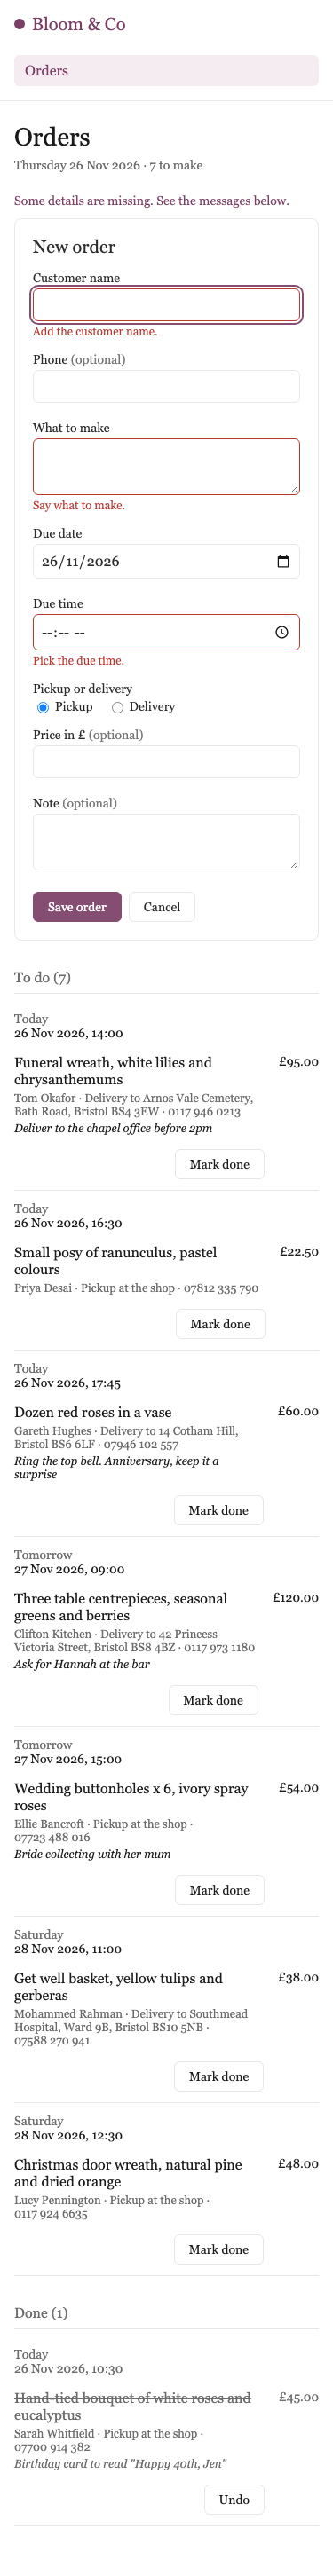 Bloom & Co
Orders
Orders
Thursday 26 Nov 2026 · 7 to make
Some details are missing. See the messages below.
New order
Customer name
Add the customer name.
Phone (optional)
What to make
Say what to make.
Due date
26/11/2026
Due time
--:-- --
Pick the due time.
Pickup or delivery
Pickup Delivery
Price in £ (optional)
Note (optional)
Save order Cancel
To do (7)
Today
26 Nov 2026, 14:00
Funeral wreath, white lilies and £95.00
chrysanthemums
Tom Okafor · Delivery to Arnos Vale Cemetery,
Bath Road, Bristol BS4 3EW · 0117 946 0213
Deliver to the chapel office before 2pm
Mark done
Today
26 Nov 2026, 16:30
Small posy of ranunculus, pastel £22.50
colours
Priya Desai · Pickup at the shop · 07812 335 790
Mark done
Today
26 Nov 2026, 17:45
Dozen red roses in a vase £60.00
Gareth Hughes · Delivery to 14 Cotham Hill,
Bristol BS6 6LF · 07946 102 557
Ring the top bell. Anniversary, keep it a
surprise
Mark done
Tomorrow
27 Nov 2026, 09:00
Three table centrepieces, seasonal £120.00
greens and berries
Clifton Kitchen · Delivery to 42 Princess
Victoria Street, Bristol BS8 4BZ · 0117 973 1180
Ask for Hannah at the bar
Mark done
Tomorrow
27 Nov 2026, 15:00
Wedding buttonholes x 6, ivory spray £54.00
roses
Ellie Bancroft · Pickup at the shop ·
07723 488 016
Bride collecting with her mum
Mark done
Saturday
28 Nov 2026, 11:00
Get well basket, yellow tulips and £38.00
gerberas
Mohammed Rahman · Delivery to Southmead
Hospital, Ward 9B, Bristol BS10 5NB ·
07588 270 941
Mark done
Saturday
28 Nov 2026, 12:30
Christmas door wreath, natural pine £48.00
and dried orange
Lucy Pennington · Pickup at the shop ·
0117 924 6635
Mark done
Done (1)
Today
26 Nov 2026, 10:30
Hand-tied bouquet of white roses and £45.00
eucalyptus
Sarah Whitfield · Pickup at the shop ·
07700 914 382
Birthday card to read "Happy 40th, Jen"
Undo